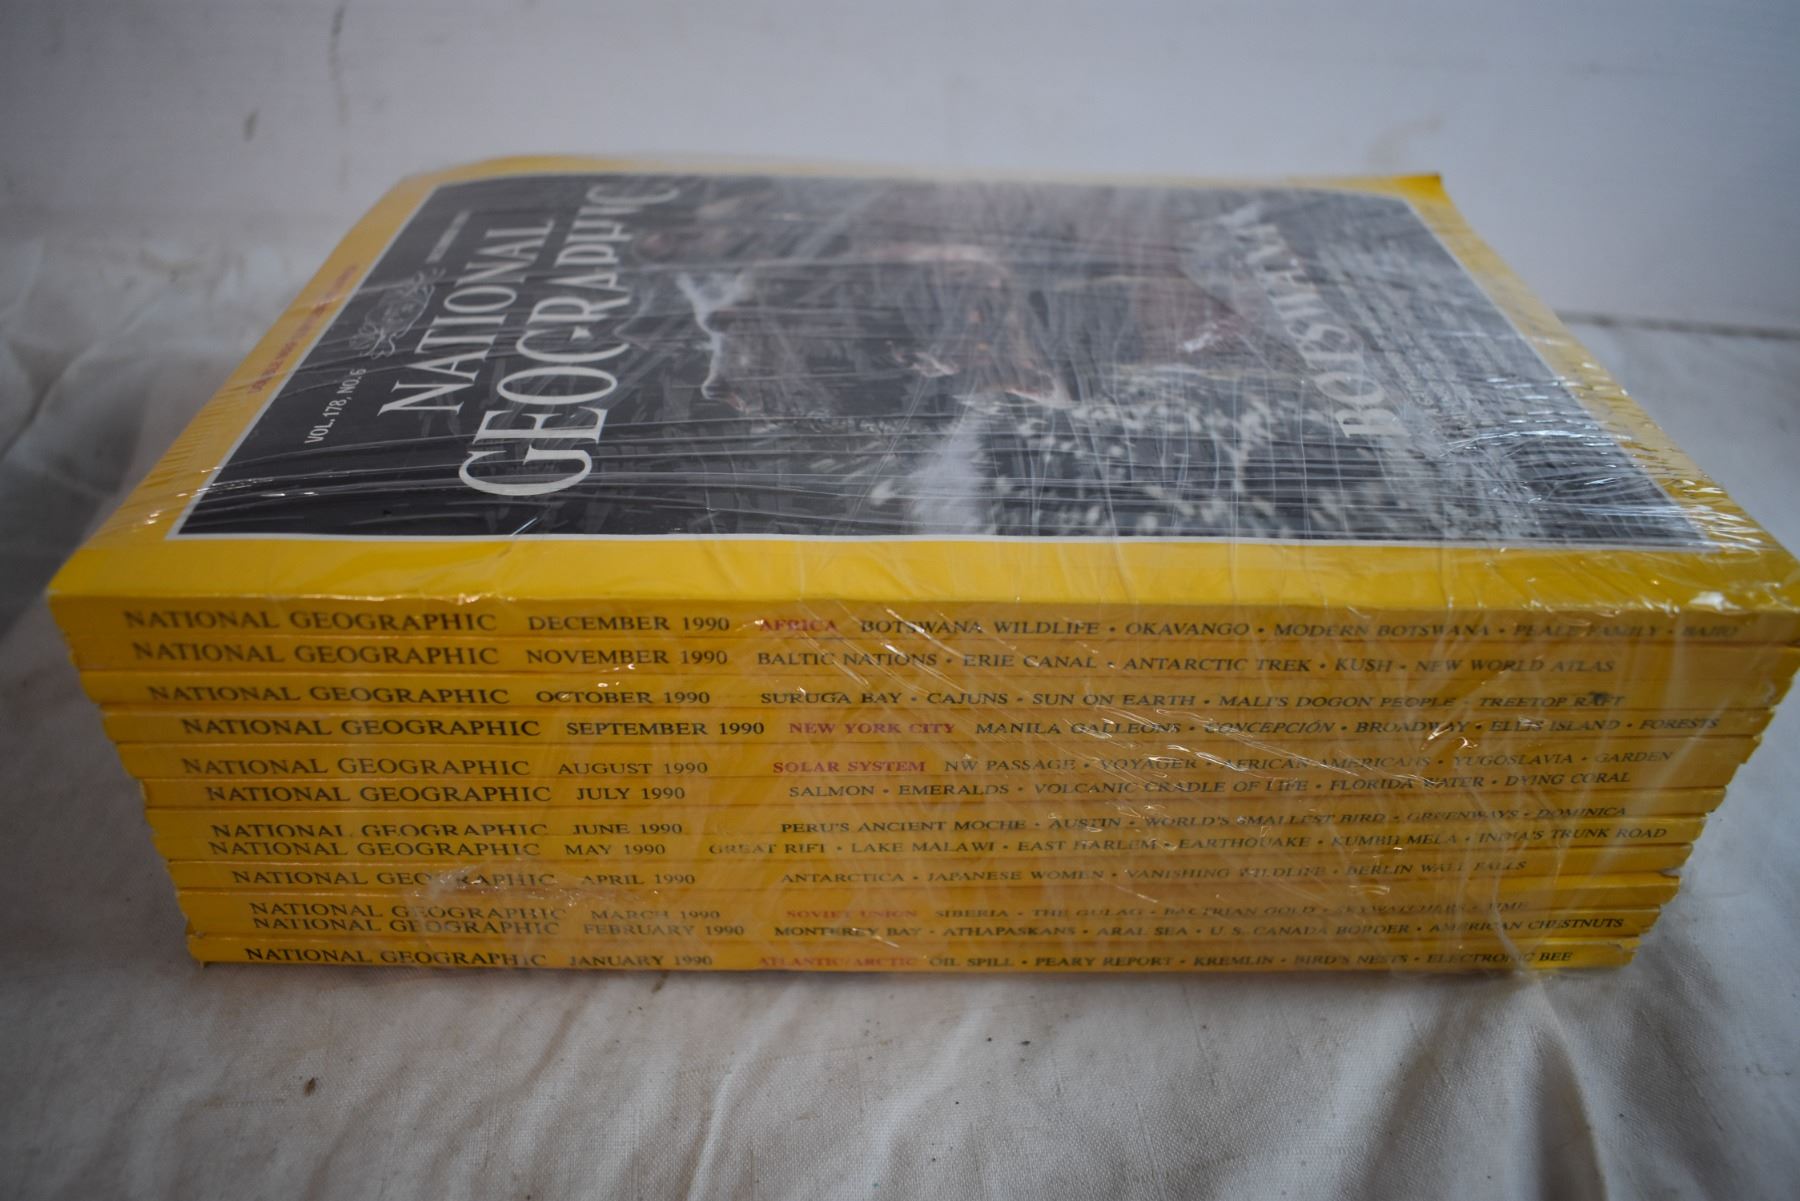 VOL. 178, NO. 6
NATIONAL
GEOGRAPHIC
BOTSWANA
NATIONAL GEOGRAPHIC DECEMBER 1990 AFRICA BOTSWANA WILDLIFE • OKAVANGO • MODERN BOTSWANA • PEALE FAMILY • BAJIO
NATIONAL GEOGRAPHIC NOVEMBER 1990 BALTIC NATIONS • ERIE CANAL • ANTARCTIC TREK • KUSH • NEW WORLD ATLAS
NATIONAL GEOGRAPHIC OCTOBER 1990 SURUGA BAY • CAJUNS • SUN ON EARTH • MALI'S DOGON PEOPLE • TREETOP RAFT
NATIONAL GEOGRAPHIC SEPTEMBER 1990 NEW YORK CITY MANILA GALLEONS • CONCEPCIÓN • BROADWAY • ELLIS ISLAND • FORESTS
NATIONAL GEOGRAPHIC AUGUST 1990 SOLAR SYSTEM NW PASSAGE • VOYAGER • AFRICAN-AMERICANS • YUGOSLAVIA • GARDEN
NATIONAL GEOGRAPHIC JULY 1990 SALMON • EMERALDS • VOLCANIC CRADLE OF LIFE • FLORIDA WATER • DYING CORAL
NATIONAL GEOGRAPHIC JUNE 1990 PERU'S ANCIENT MOCHE • AUSTIN • WORLD'S SMALLEST BIRD • GREENWAYS • DOMINICA
NATIONAL GEOGRAPHIC MAY 1990 GREAT RIFT • LAKE MALAWI • EAST HARLEM • EARTHQUAKE • KUMBH MELA • INDIA'S TRUNK ROAD
NATIONAL GEOGRAPHIC APRIL 1990 ANTARCTICA • JAPANESE WOMEN • VANISHING WILDLIFE • BERLIN WALL FALLS
NATIONAL GEOGRAPHIC MARCH 1990 SOVIET UNION SIBERIA • THE GULAG • BACTRIAN GOLD • SKYWATCHERS • TIME
NATIONAL GEOGRAPHIC FEBRUARY 1990 MONTEREY BAY • ATHAPASKANS • ARAL SEA • U.S.-CANADA BORDER • AMERICAN CHESTNUTS
NATIONAL GEOGRAPHIC JANUARY 1990 ATLANTIC/ARCTIC OIL SPILL • PEARY REPORT • KREMLIN • BIRD'S NESTS • ELECTRONIC BEE